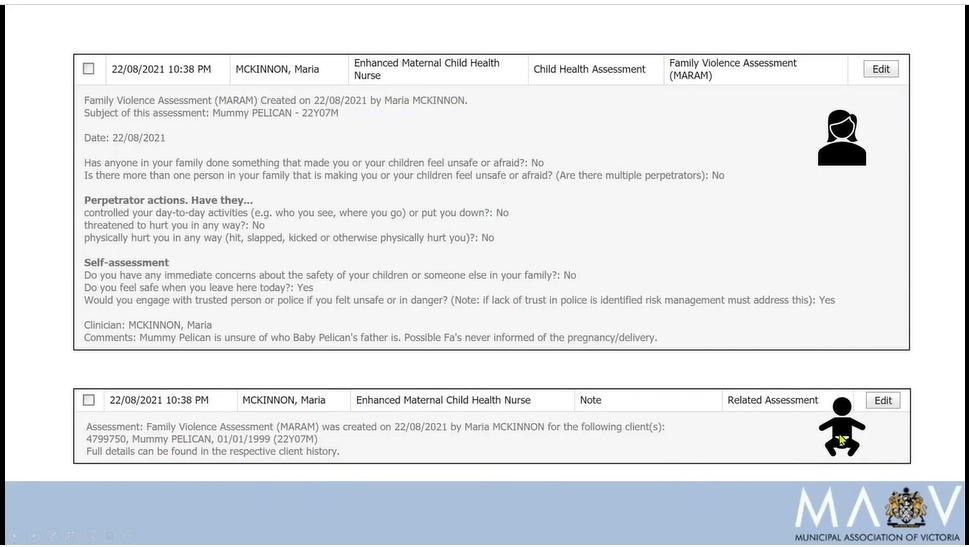 22/08/2021 10:38 PM MCKINNON, Maria Enhanced Maternal Child Health Nurse Child Health Assessment Family Violence Assessment (MARAM) Edit
Family Violence Assessment (MARAM) Created on 22/08/2021 by Maria MCKINNON.
Subject of this assessment: Mummy PELICAN - 22Y07M
Date: 22/08/2021
Has anyone in your family done something that made you or your children feel unsafe or afraid?: No
Is there more than one person in your family that is making you or your children feel unsafe or afraid? (Are there multiple perpetrators): No
Perpetrator actions. Have they...
controlled your day-to-day activities (e.g. who you see, where you go) or put you down?: No
threatened to hurt you in any way?: No
physically hurt you in any way (hit, slapped, kicked or otherwise physically hurt you)?: No
Self-assessment
Do you have any immediate concerns about the safety of your children or someone else in your family?: No
Do you feel safe when you leave here today?: Yes
Would you engage with trusted person or police if you felt unsafe or in danger? (Note: if lack of trust in police is identified risk management must address this): Yes
Clinician: MCKINNON, Maria
Comments: Mummy Pelican is unsure of who Baby Pelican's father is. Possible Fa's never informed of the pregnancy/delivery.
22/08/2021 10:38 PM MCKINNON, Maria Enhanced Maternal Child Health Nurse Note Related Assessment Edit
Assessment: Family Violence Assessment (MARAM) was created on 22/08/2021 by Maria MCKINNON for the following client(s):
4799750, Mummy PELICAN, 01/01/1999 (22Y07M)
Full details can be found in the respective client history.
MAV
MUNICIPAL ASSOCIATION OF VICTORIA